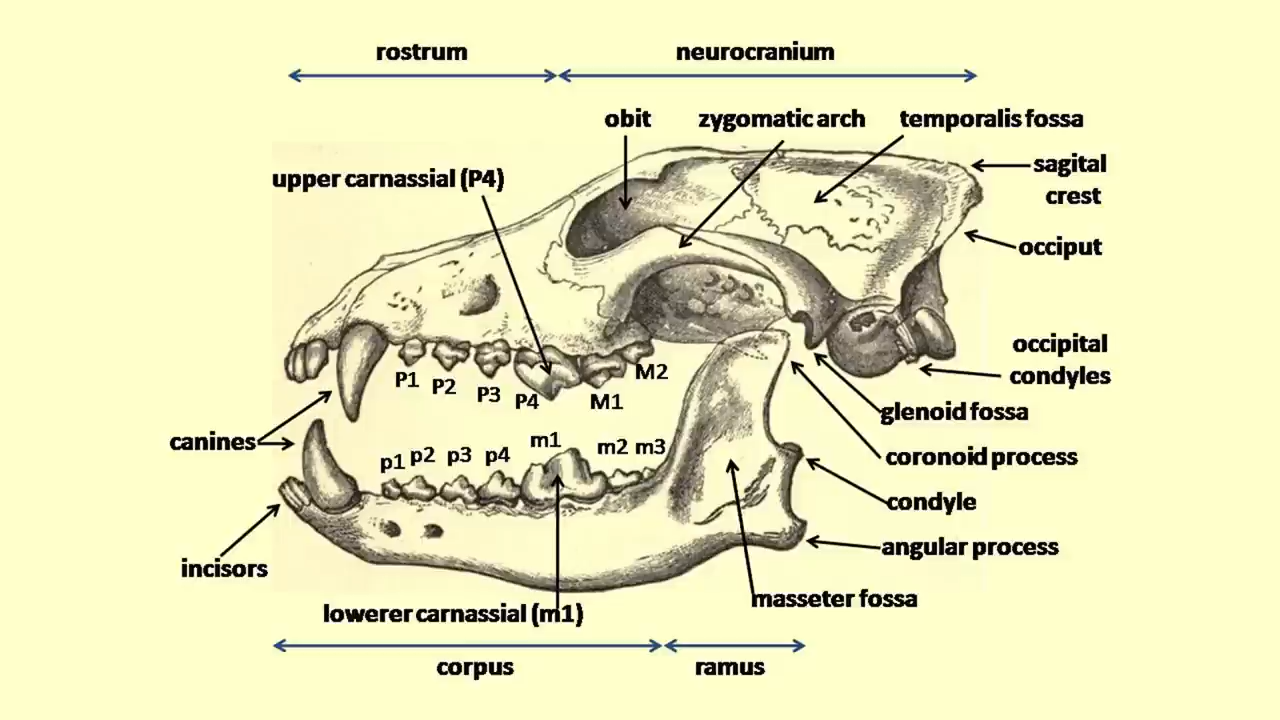 rostrum
neurocranium
obit
zygomatic arch
temporalis fossa
upper carnassial (P4)
sagital
crest
occiput
occipital
condyles
P1
P2
P3
P4
M1
M2
glenoid fossa
canines
p1
p2
p3
p4
m1
m2
m3
coronoid process
condyle
angular process
incisors
masseter fossa
lowerer carnassial (m1)
corpus
ramus